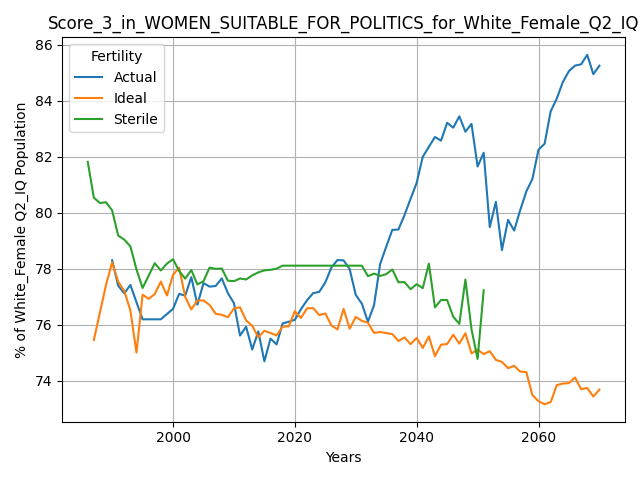 Score_3_in_WOMEN_SUITABLE_FOR_POLITICS_for_White_Female_Q2_IQ
Fertility
Actual
Ideal
Sterile
% of White_Female Q2_IQ Population
86
84
82
80
78
76
74
2000
2020
2040
2060
Years